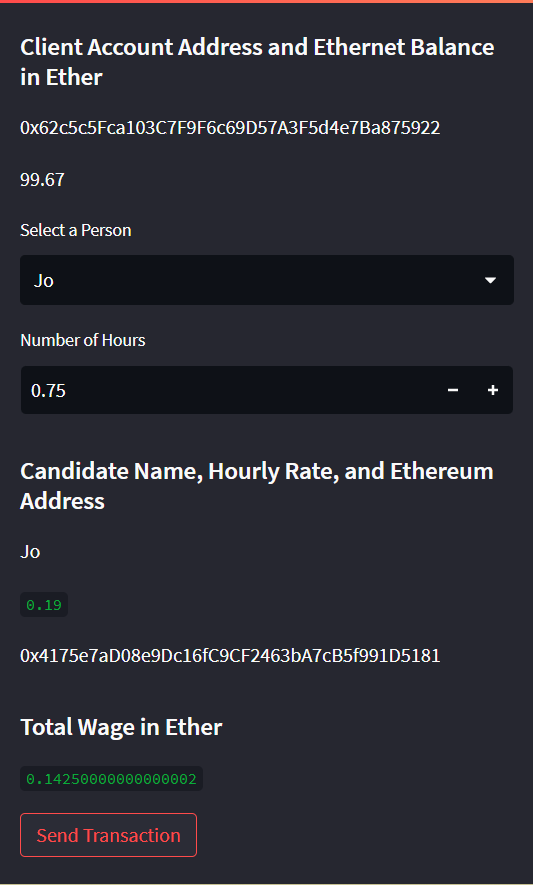 Client Account Address and Ethernet Balance
in Ether
0x62c5c5Fca103C7F9F6c69D57A3F5d4e7Ba875922
99.67
Select a Person
Jo
Number of Hours
0.75
Candidate Name, Hourly Rate, and Ethereum
Address
Jo
0.19
0x4175e7aD08e9Dc16fC9CF2463bA7cB5f991D5181
Total Wage in Ether
0.14250000000000002
Send Transaction